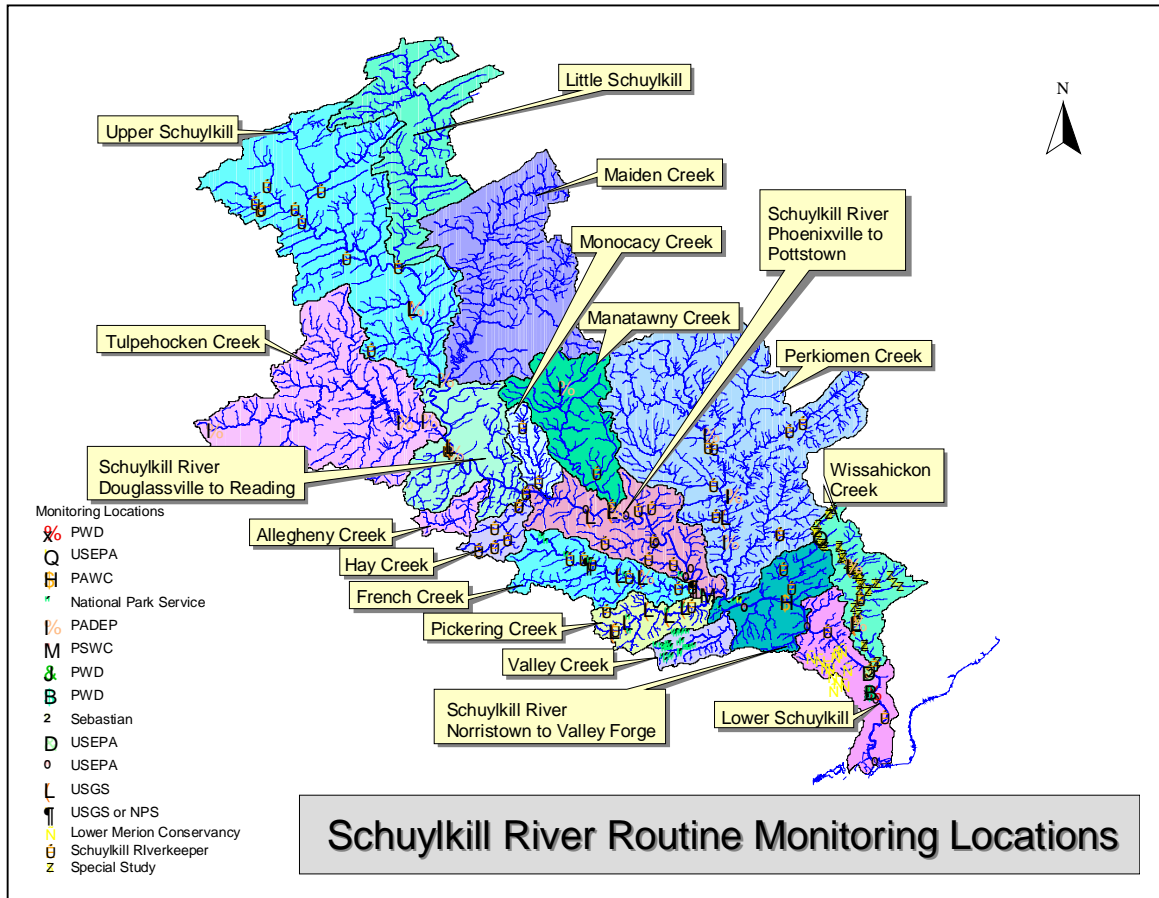 Little Schuylkill
N
Upper Schuylkill
Maiden Creek
Schuylkill River
Phoenixville to
Pottstown
Monocacy Creek
Manatawny Creek
Tulpehocken Creek
Perkiomen Creek
Schuylkill River
Douglassville to Reading
Wissahickon
Creek
Allegheny Creek
Hay Creek
French Creek
Pickering Creek
Valley Creek
Schuylkill River
Norristown to Valley Forge
Lower Schuylkill
Monitoring Locations
PWD
Q USEPA
H PAWC
National Park Service
I% PADEP
M PSWC
& PWD
B PWD
2 Sebastian
D USEPA
o USEPA
L USGS
¶ USGS or NPS
N Lower Merion Conservancy
Ú Schuylkill RIverkeeper
z Special Study
Schuylkill River Routine Monitoring Locations